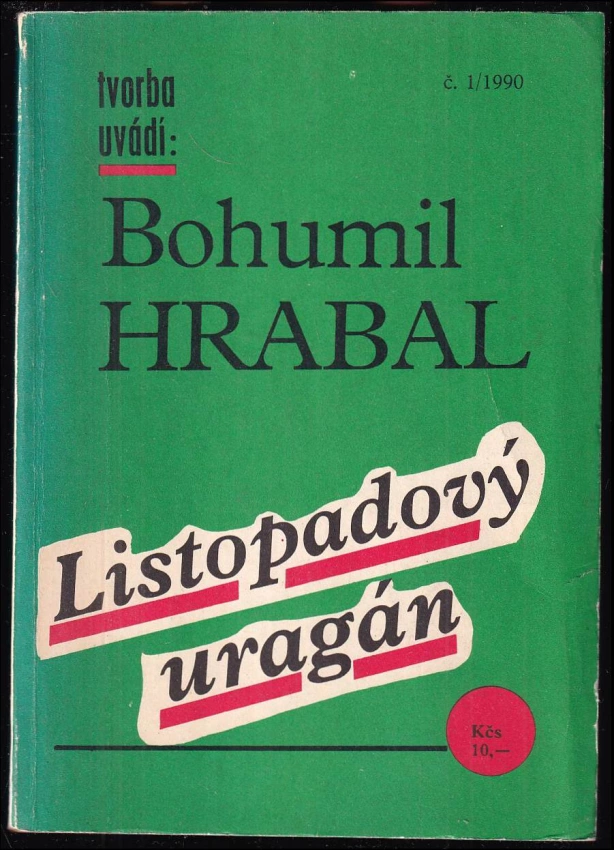 tvorba
uvádí:
č. 1/1990
Bohumil
HRABAL
Listopadový
uragán
Kčs
10,—